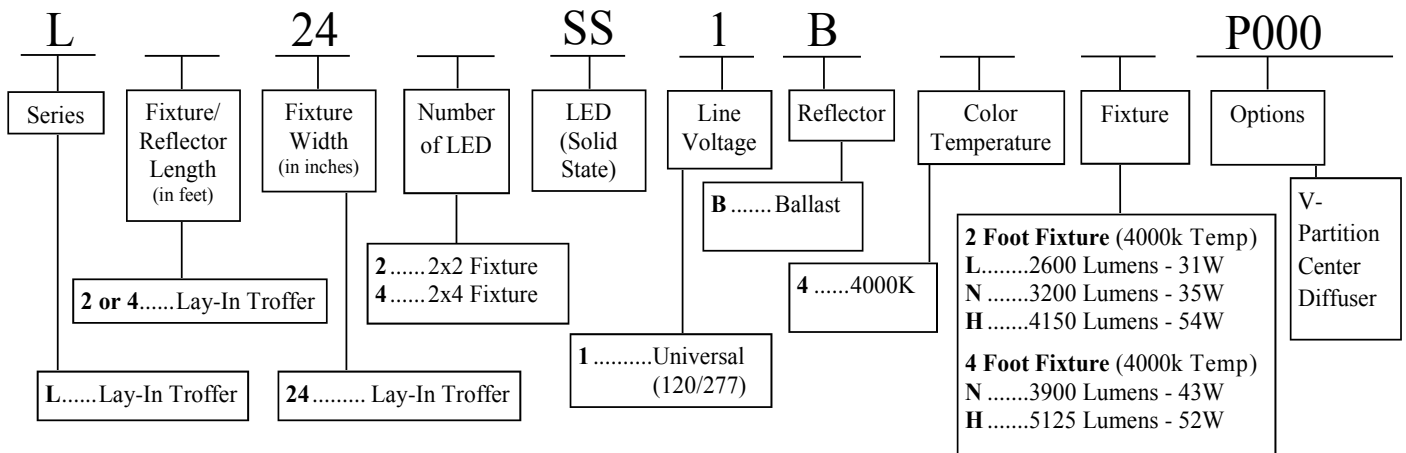 L 24 SS 1 B P000
Series
Fixture/
Reflector
Length
(in feet)
Fixture
Width
(in inches)
Number
of LED
LED
(Solid
State)
Line
Voltage
Reflector
Color
Temperature
Fixture
Options
B ....... Ballast
V-
Partition
Center
Diffuser
2 ...... 2x2 Fixture
4 ...... 2x4 Fixture
2 or 4......Lay-In Troffer
4 ......4000K
2 Foot Fixture (4000k Temp)
L........2600 Lumens - 31W
N .......3200 Lumens - 35W
H .......4150 Lumens - 54W
4 Foot Fixture (4000k Temp)
N .......3900 Lumens - 43W
H .......5125 Lumens - 52W
1 ..........Universal
(120/277)
L......Lay-In Troffer
24......... Lay-In Troffer